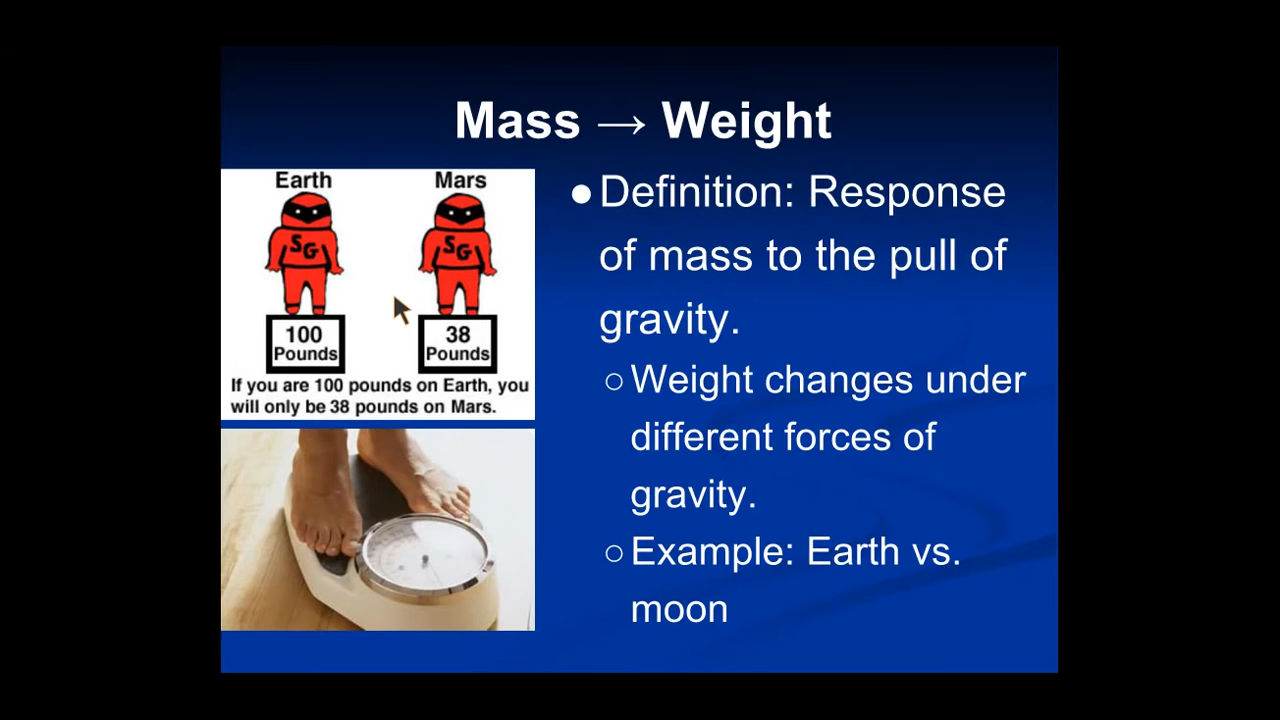 Mass → Weight
Earth
Mars
SG
SG
100
Pounds
38
Pounds
If you are 100 pounds on Earth, you
will only be 38 pounds on Mars.
● Definition: Response
of mass to the pull of
gravity.
○ Weight changes under
different forces of
gravity.
○ Example: Earth vs.
moon